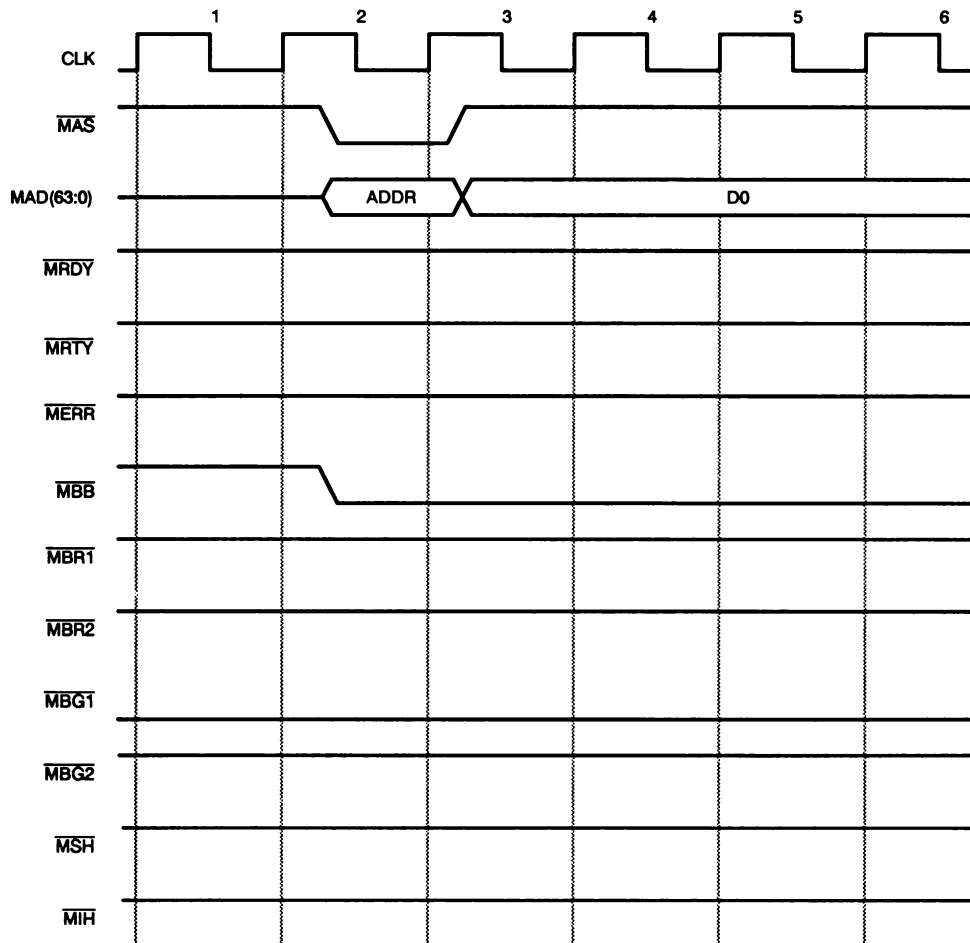 1 2 3 4 5 6
CLK
MAS
MAD(63:0) ADDR D0
MRDY
MRTY
MERR
MBB
MBR1
MBR2
MBG1
MBG2
MSH
MIH